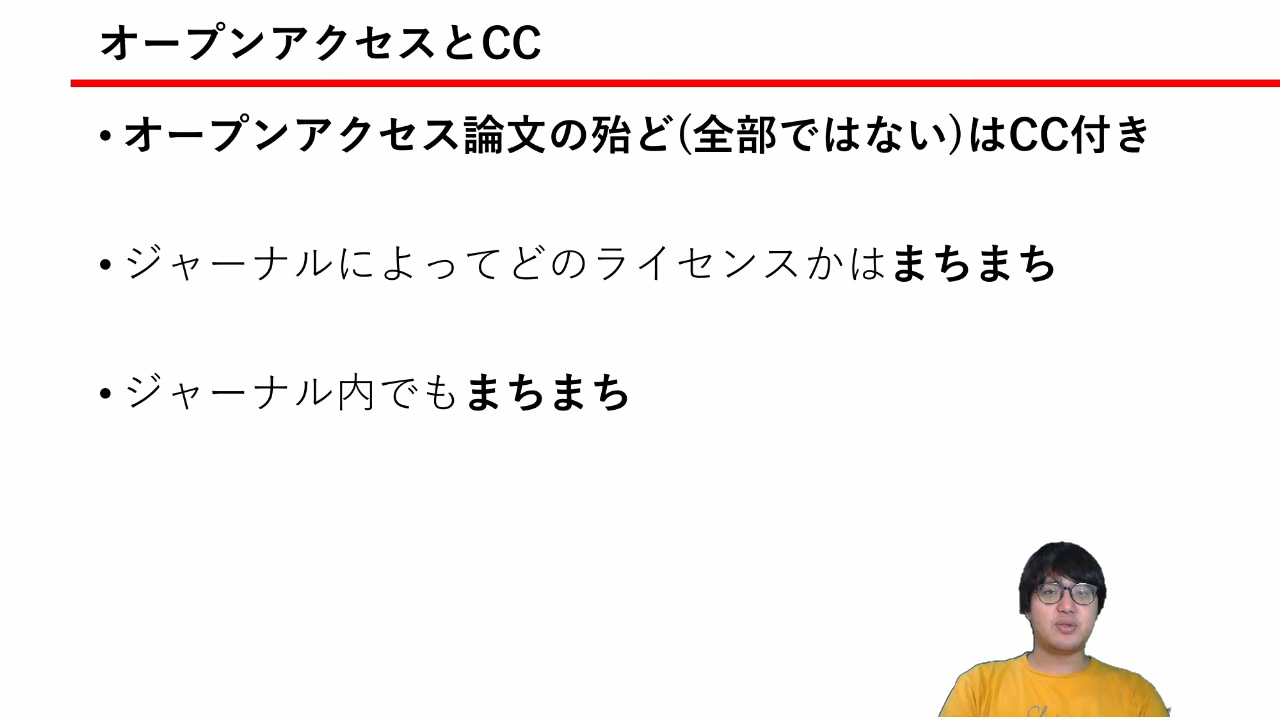 オープンアクセスとCC
• オープンアクセス論文の殆ど(全部ではない)はCC付き
• ジャーナルによってどのライセンスかはまちまち
• ジャーナル内でもまちまち